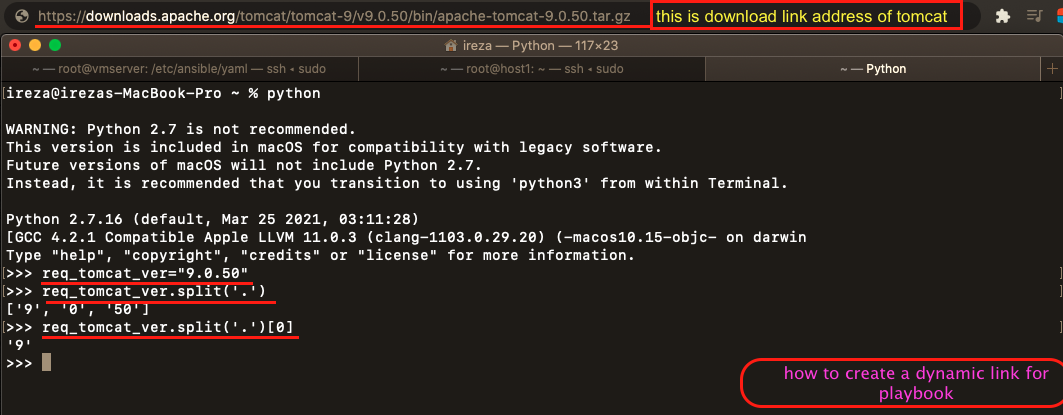 https://downloads.apache.org/tomcat/tomcat-9/v9.0.50/bin/apache-tomcat-9.0.50.tar.gz this is download link address of tomcat
ireza — Python — 117×23
~ — root@vmserver: /etc/ansible/yaml — ssh ◂ sudo ~ — root@host1: ~ — ssh ◂ sudo ~ — Python +
[ireza@irezas-MacBook-Pro ~ % python ]
WARNING: Python 2.7 is not recommended.
This version is included in macOS for compatibility with legacy software.
Future versions of macOS will not include Python 2.7.
Instead, it is recommended that you transition to using 'python3' from within Terminal.
Python 2.7.16 (default, Mar 25 2021, 03:11:28)
[GCC 4.2.1 Compatible Apple LLVM 11.0.3 (clang-1103.0.29.20) (-macos10.15-objc- on darwin
Type "help", "copyright", "credits" or "license" for more information.
[>>> req_tomcat_ver="9.0.50" ]
[>>> req_tomcat_ver.split('.') ]
['9', '0', '50']
[>>> req_tomcat_ver.split('.')[0] ]
'9'
>>>
how to create a dynamic link for
playbook